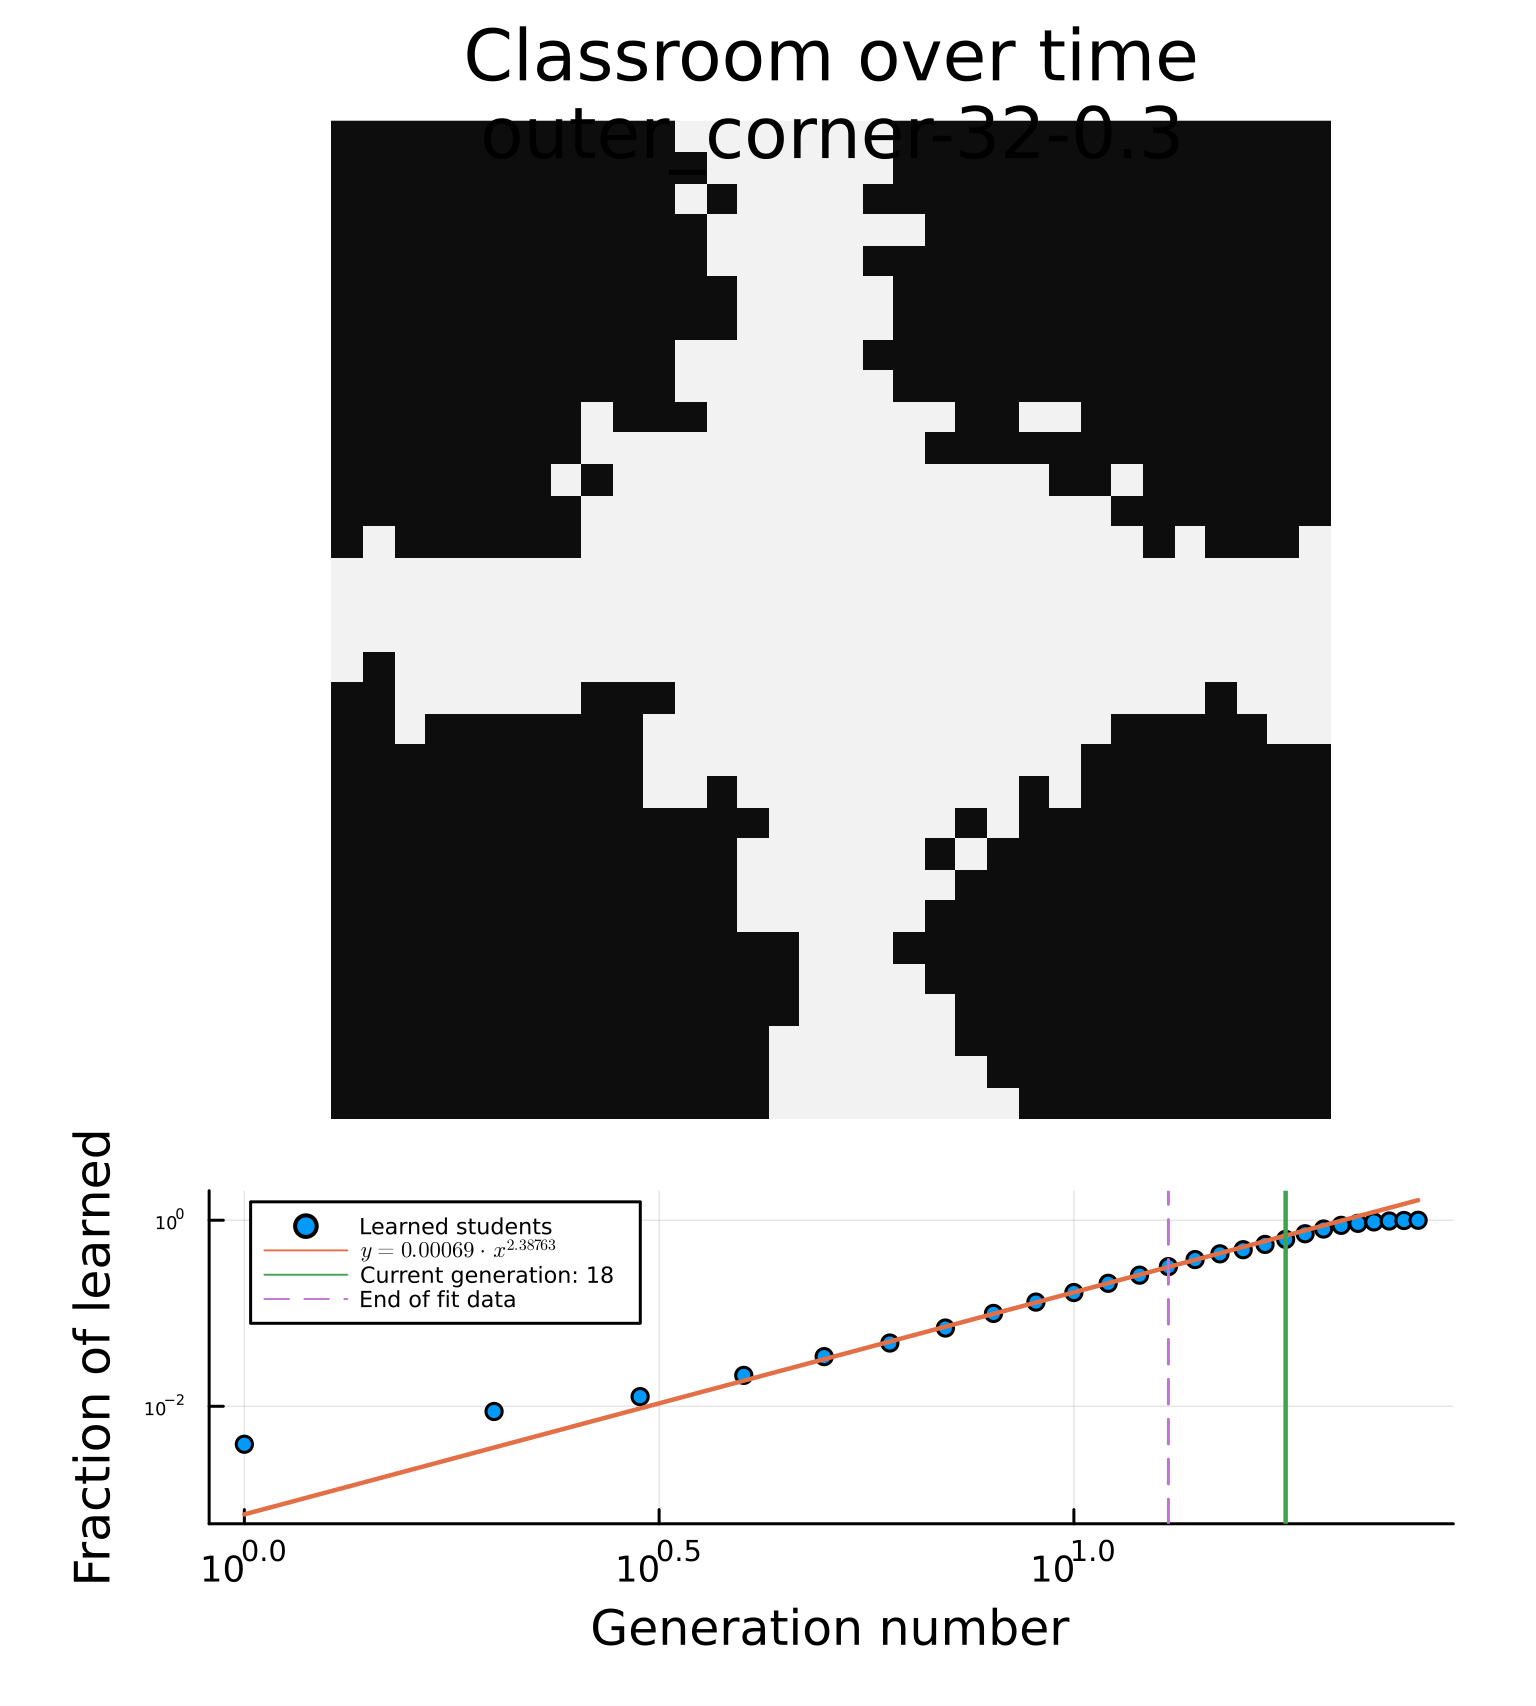 Classroom over time
outer_corner-32-0.3
Fraction of learned
10^0
10^-2
Learned students
y = 0.00069 · x^2.38763
Current generation: 18
End of fit data
10^0.0
10^0.5
10^1.0
Generation number